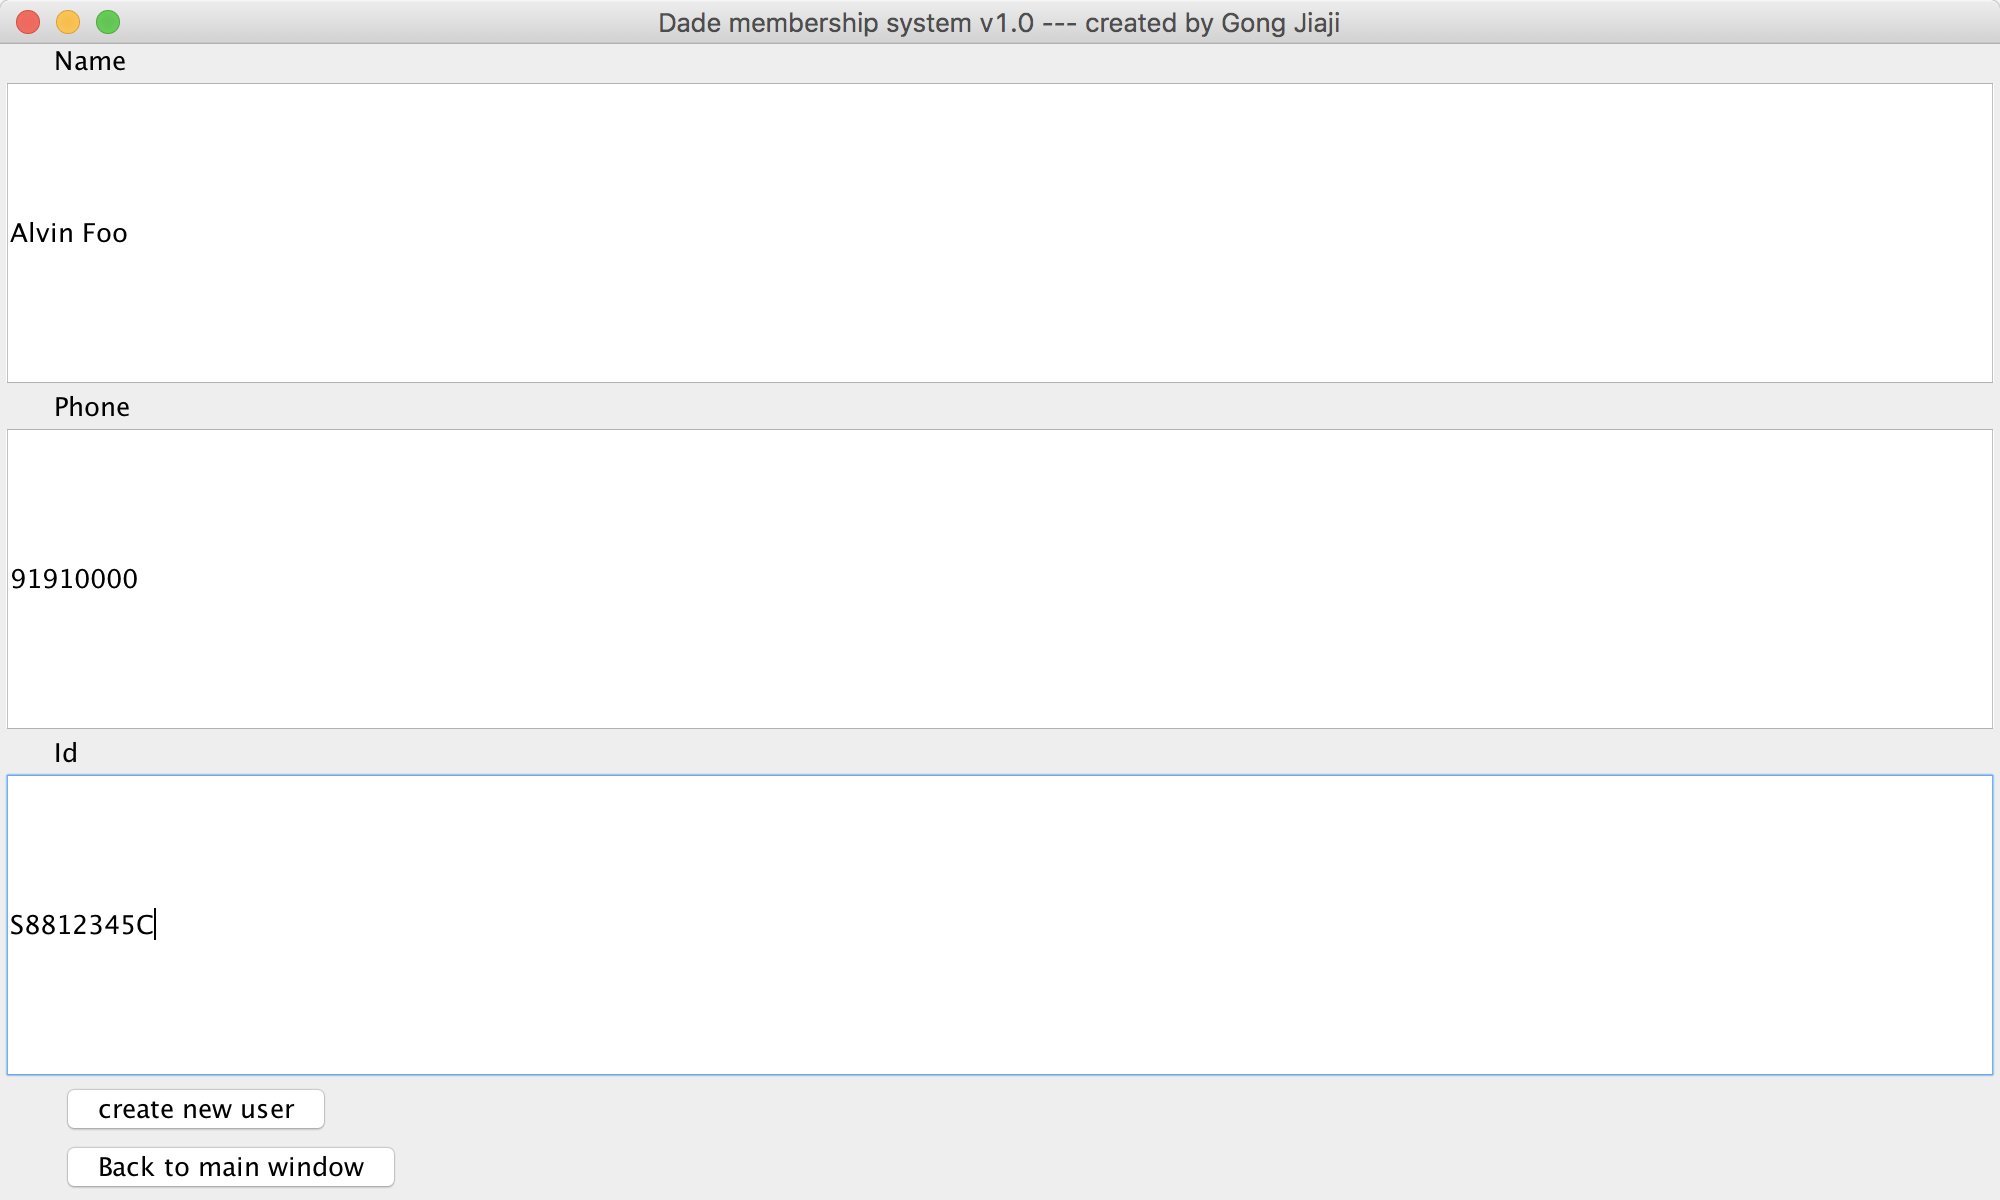 Dade membership system v1.0 --- created by Gong Jiaji
Name
Alvin Foo
Phone
91910000
Id
S8812345C
create new user
Back to main window